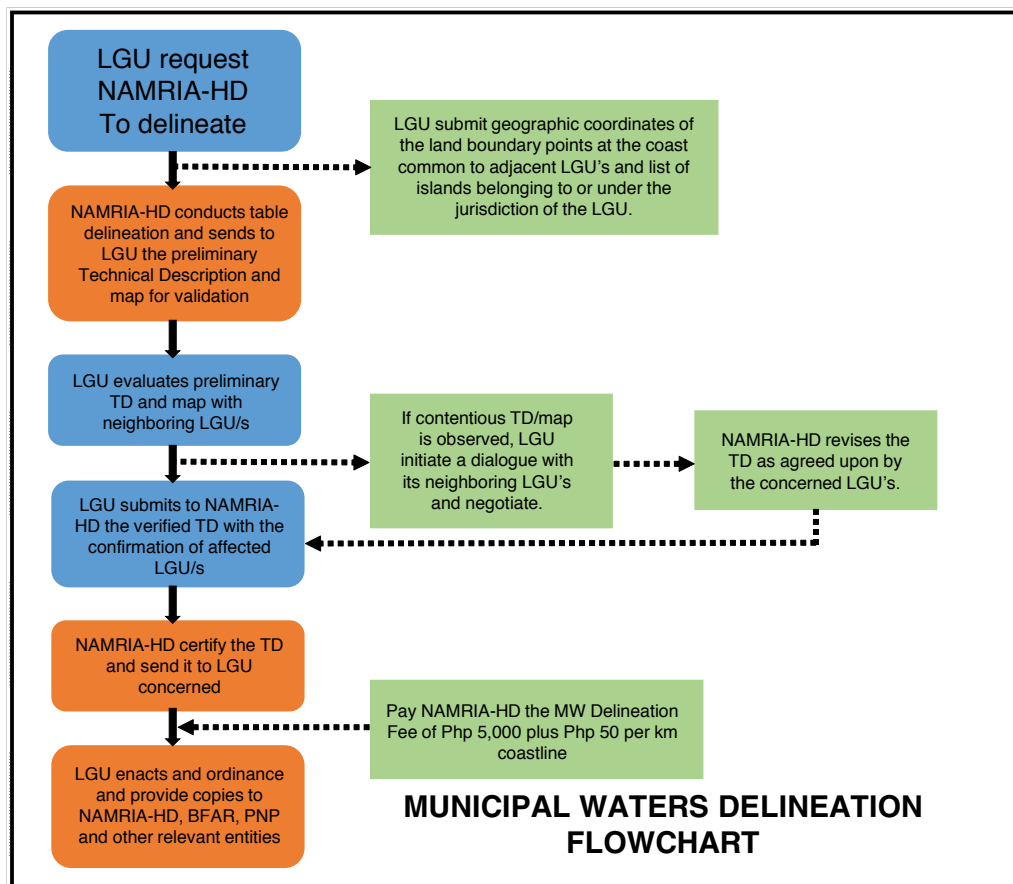 LGU request
NAMRIA-HD
To delineate
LGU submit geographic coordinates of
the land boundary points at the coast
common to adjacent LGU's and list of
islands belonging to or under the
jurisdiction of the LGU.
NAMRIA-HD conducts table
delineation and sends to
LGU the preliminary
Technical Description and
map for validation
LGU evaluates preliminary
TD and map with
neighboring LGU/s
If contentious TD/map
is observed, LGU
initiate a dialogue with
its neighboring LGU's
and negotiate.
NAMRIA-HD revises the
TD as agreed upon by
the concerned LGU's.
LGU submits to NAMRIA-
HD the verified TD with the
confirmation of affected
LGU/s
NAMRIA-HD certify the TD
and send it to LGU
concerned
Pay NAMRIA-HD the MW Delineation
Fee of Php 5,000 plus Php 50 per km
coastline
LGU enacts and ordinance
and provide copies to
NAMRIA-HD, BFAR, PNP
and other relevant entities
MUNICIPAL WATERS DELINEATION
FLOWCHART